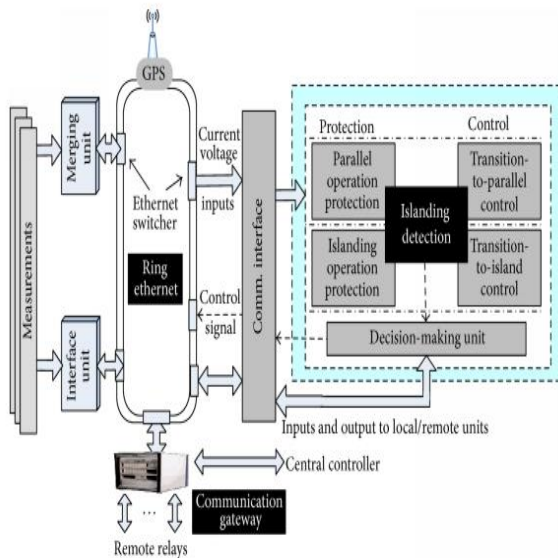 GPS
Measurements
Merging
unit
Interface
unit
Ethernet
switcher
Ring
ethernet
Current
voltage
inputs
Control
signal
Comm. interface
Protection
Control
Parallel
operation
protection
Transition-
to-parallel
control
Islanding
detection
Islanding
operation
protection
Transition-
to-island
control
Decision-making unit
Inputs and output to local/remote units
Central controller
Communication
gateway
...
Remote relays